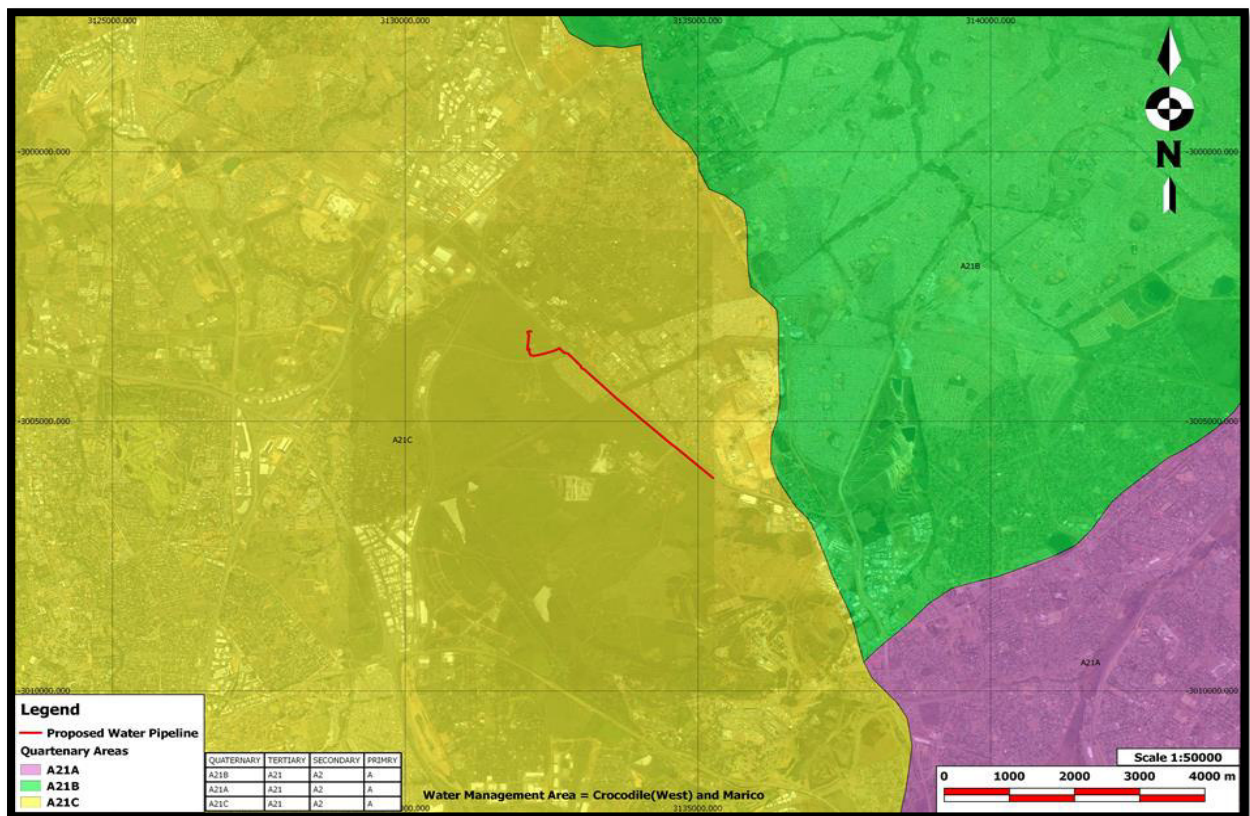 3125000.000
3130000.000
3135000.000
3140000.000
N
-3000000.000
-3000000.000
A21B
-3005000.000
-3005000.000
A21C
A21A
-3010000.000
-3010000.000
Legend
Proposed Water Pipeline
Quartenary Areas
A21A
A21B
A21C
QUATERNARY TERTIARY SECONDARY PRIMRY
A21B A21 A2 A
A21A A21 A2 A
A21C A21 A2 A
Water Management Area = Crocodile(West) and Marico
3135000.000
Scale 1:50000
0 1000 2000 3000 4000 m